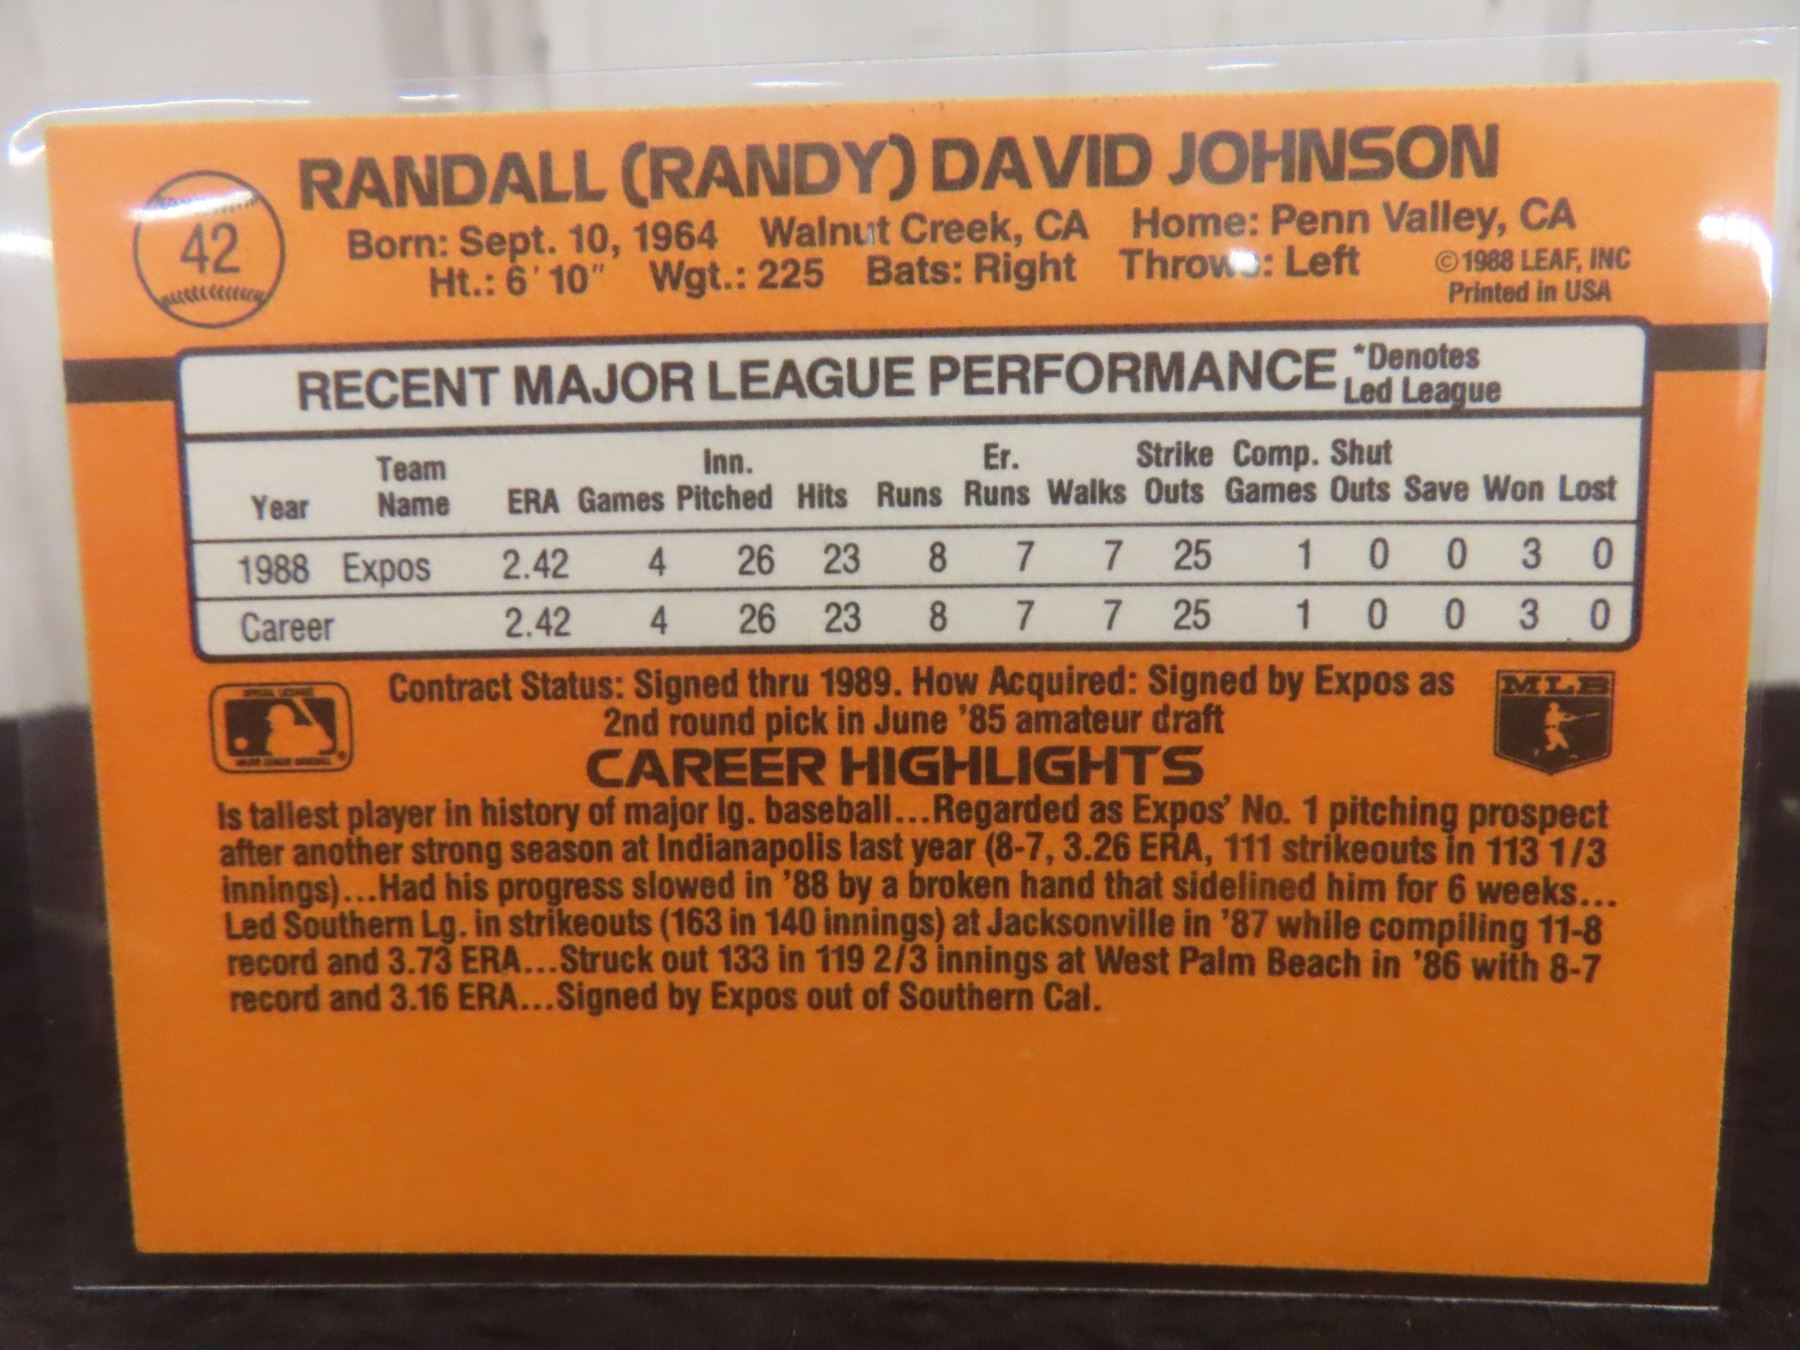 42
RANDALL (RANDY) DAVID JOHNSON
Born: Sept. 10, 1964 Walnut Creek, CA Home: Penn Valley, CA
Ht.: 6'10" Wgt.: 225 Bats: Right Throws: Left
©1988 LEAF, INC
Printed in USA
RECENT MAJOR LEAGUE PERFORMANCE *Denotes Led League
Year Team Name ERA Games Inn. Pitched Hits Runs Er. Runs Walks Strike Outs Comp. Games Shut Outs Save Won Lost
1988 Expos 2.42 4 26 23 8 7 7 25 1 0 0 3 0
Career 2.42 4 26 23 8 7 7 25 1 0 0 3 0
Contract Status: Signed thru 1989. How Acquired: Signed by Expos as
2nd round pick in June '85 amateur draft
MLB
CAREER HIGHLIGHTS
Is tallest player in history of major lg. baseball...Regarded as Expos' No. 1 pitching prospect
after another strong season at Indianapolis last year (8-7, 3.26 ERA, 111 strikeouts in 113 1/3
innings)...Had his progress slowed in '88 by a broken hand that sidelined him for 6 weeks...
Led Southern Lg. in strikeouts (163 in 140 innings) at Jacksonville in '87 while compiling 11-8
record and 3.73 ERA...Struck out 133 in 119 2/3 innings at West Palm Beach in '86 with 8-7
record and 3.16 ERA...Signed by Expos out of Southern Cal.